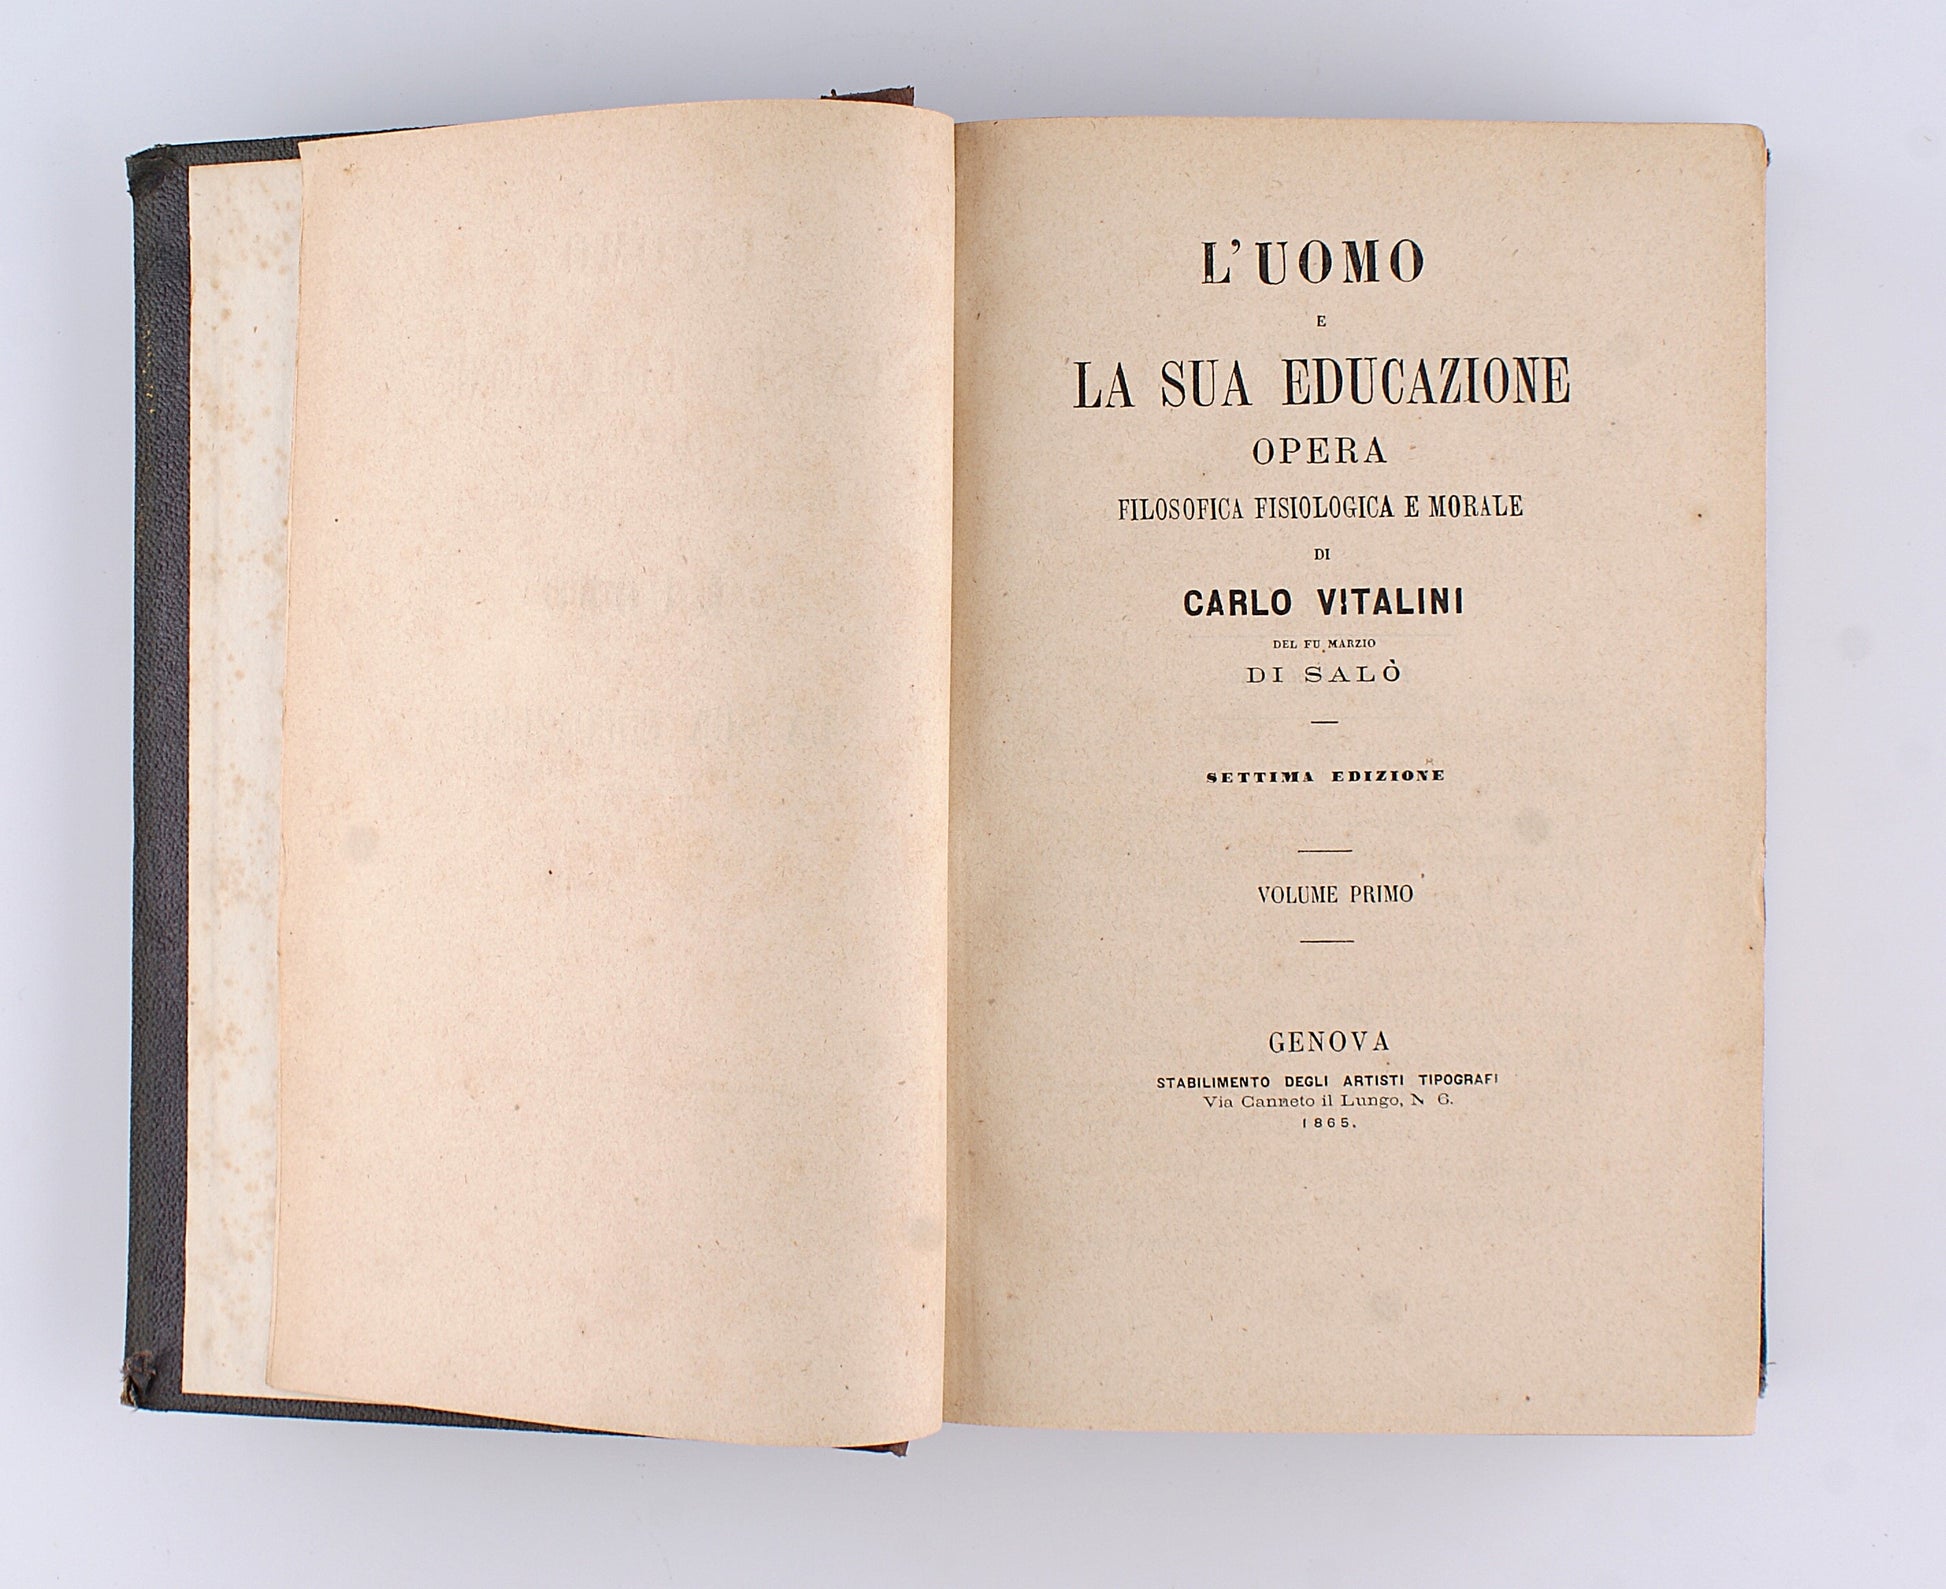 L'UOMO
E
LA SUA EDUCAZIONE
OPERA
FILOSOFICA FISIOLOGICA E MORALE
DI
CARLO VITALINI
DEL FU MARZIO
DI SALÒ
SETTIMA EDIZIONE
VOLUME PRIMO
GENOVA
STABILIMENTO DEGLI ARTISTI TIPOGRAFI
Via Canneto il Lungo, N 6.
1865.